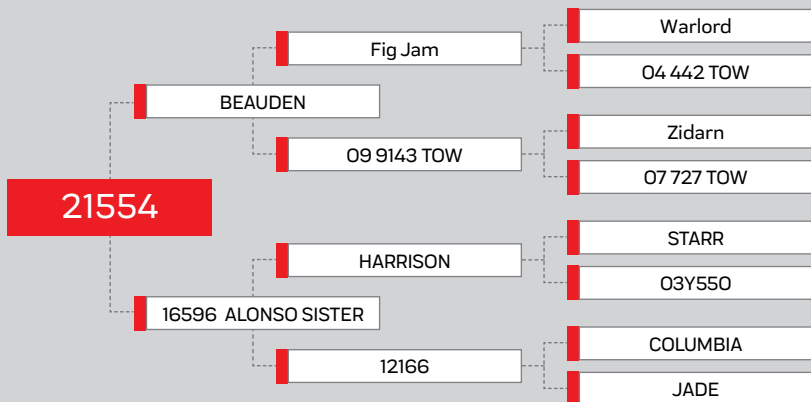 Warlord
Fig Jam
04 442 TOW
BEAUDEN
Zidarn
09 9143 TOW
07 727 TOW
21554
STARR
HARRISON
03Y550
16596 ALONSO SISTER
COLUMBIA
12166
JADE